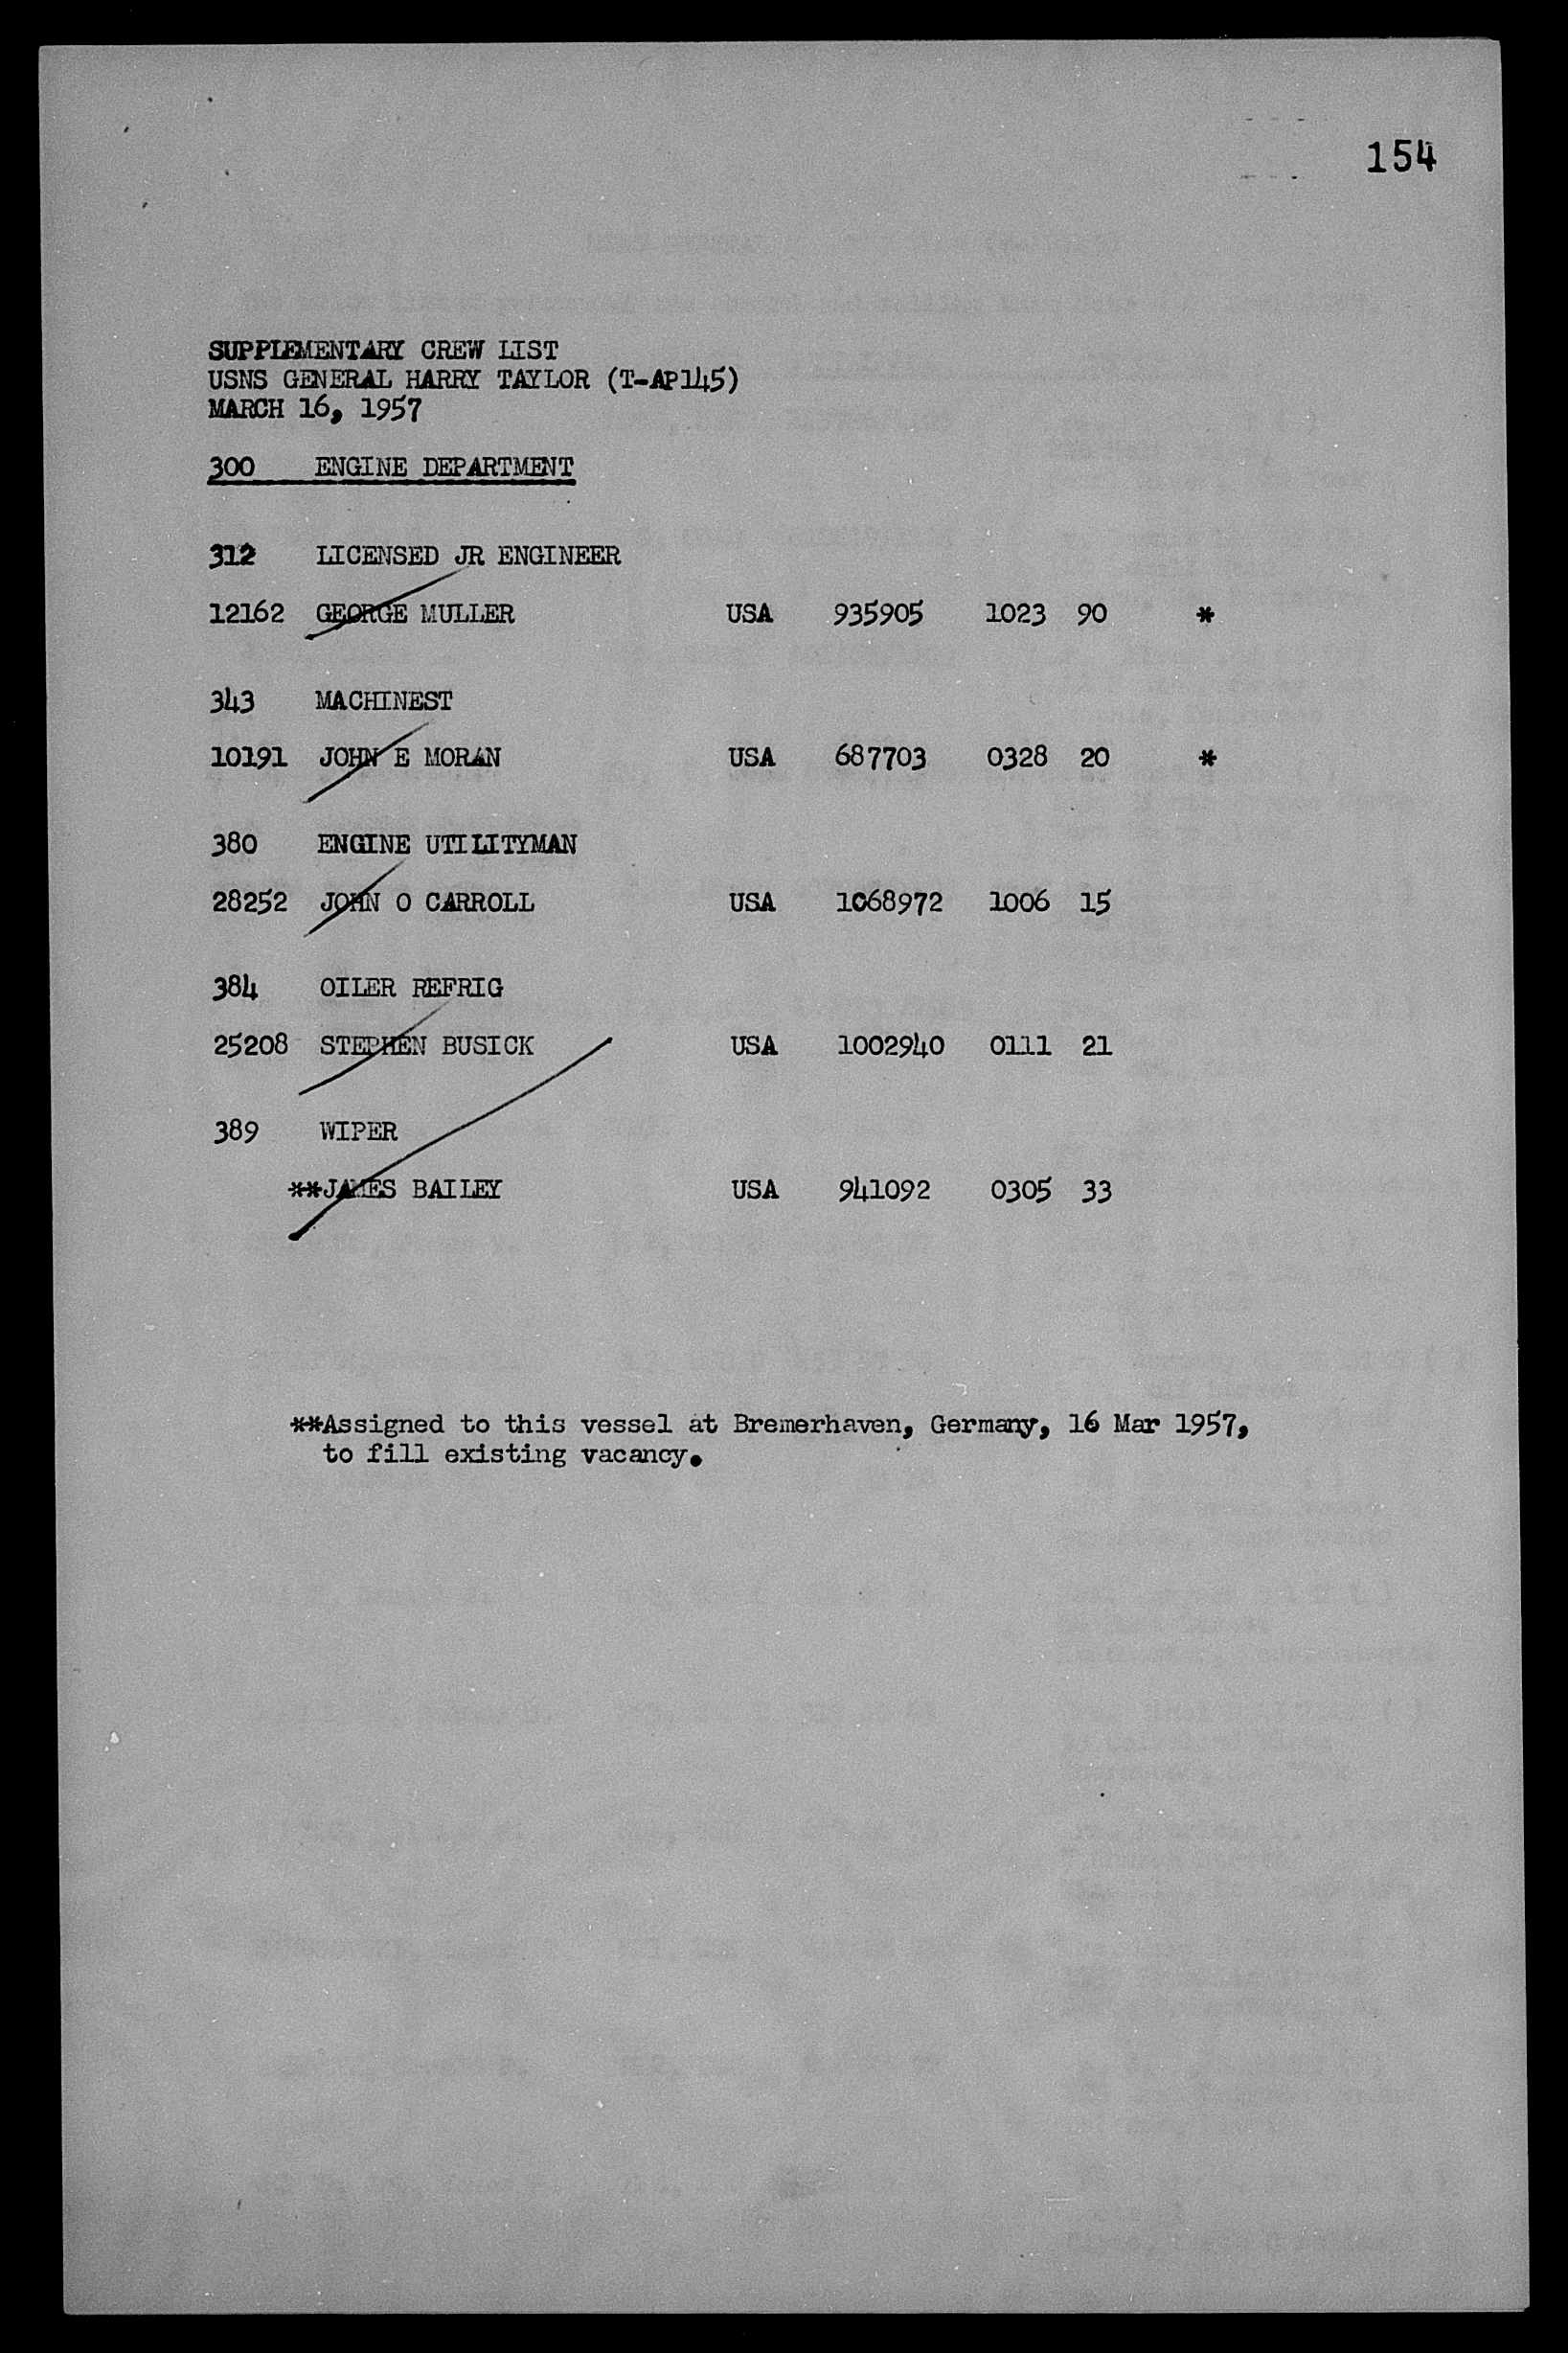 154
SUPPLEMENTARY CREW LIST
USNS GENERAL HARRY TAYLOR (T-AP145)
MARCH 16, 1957
300 ENGINE DEPARTMENT
312 LICENSED JR ENGINEER
12162 GEORGE MULLER USA 935905 1023 90 *
343 MACHINEST
10191 JOHN E MORAN USA 687703 0328 20 *
380 ENGINE UTILITYMAN
28252 JOHN O CARROLL USA 1068972 1006 15
384 OILER REFRIG
25208 STEPHEN BUSICK USA 1002940 0111 21
389 WIPER
**JAMES BAILEY USA 941092 0305 33
**Assigned to this vessel at Bremerhaven, Germany, 16 Mar 1957,
to fill existing vacancy.